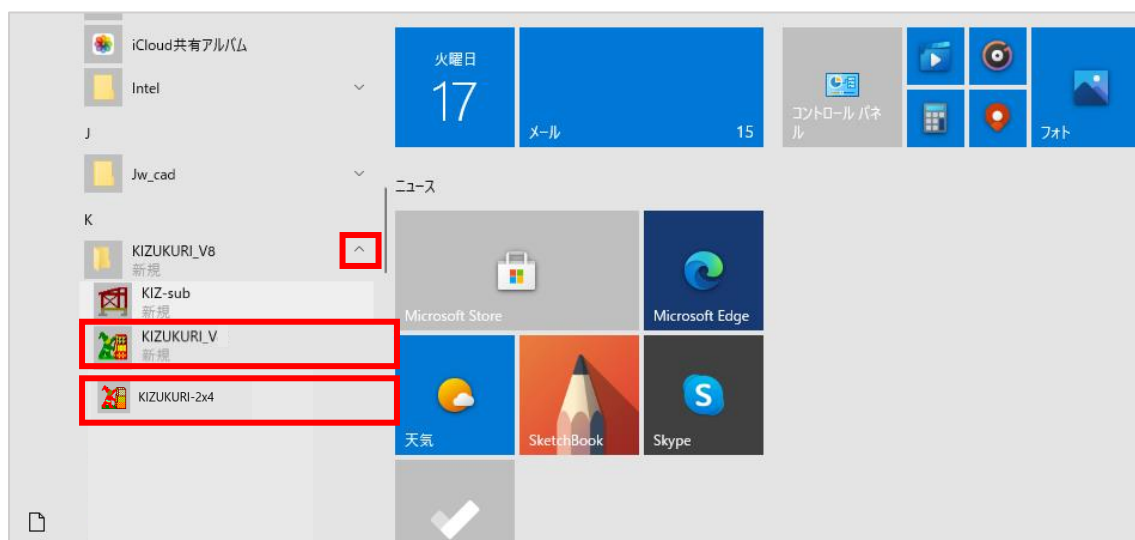 iCloud共有アルバム
Intel
J
Jw_cad
K
KIZUKURI_V8
新規
KIZ-sub
新規
KIZUKURI_V
新規
KIZUKURI-2x4
火曜日
17
メール
15
コントロール パネ
ル
フォト
ニュース
Microsoft Store
Microsoft Edge
天気
SketchBook
Skype
S